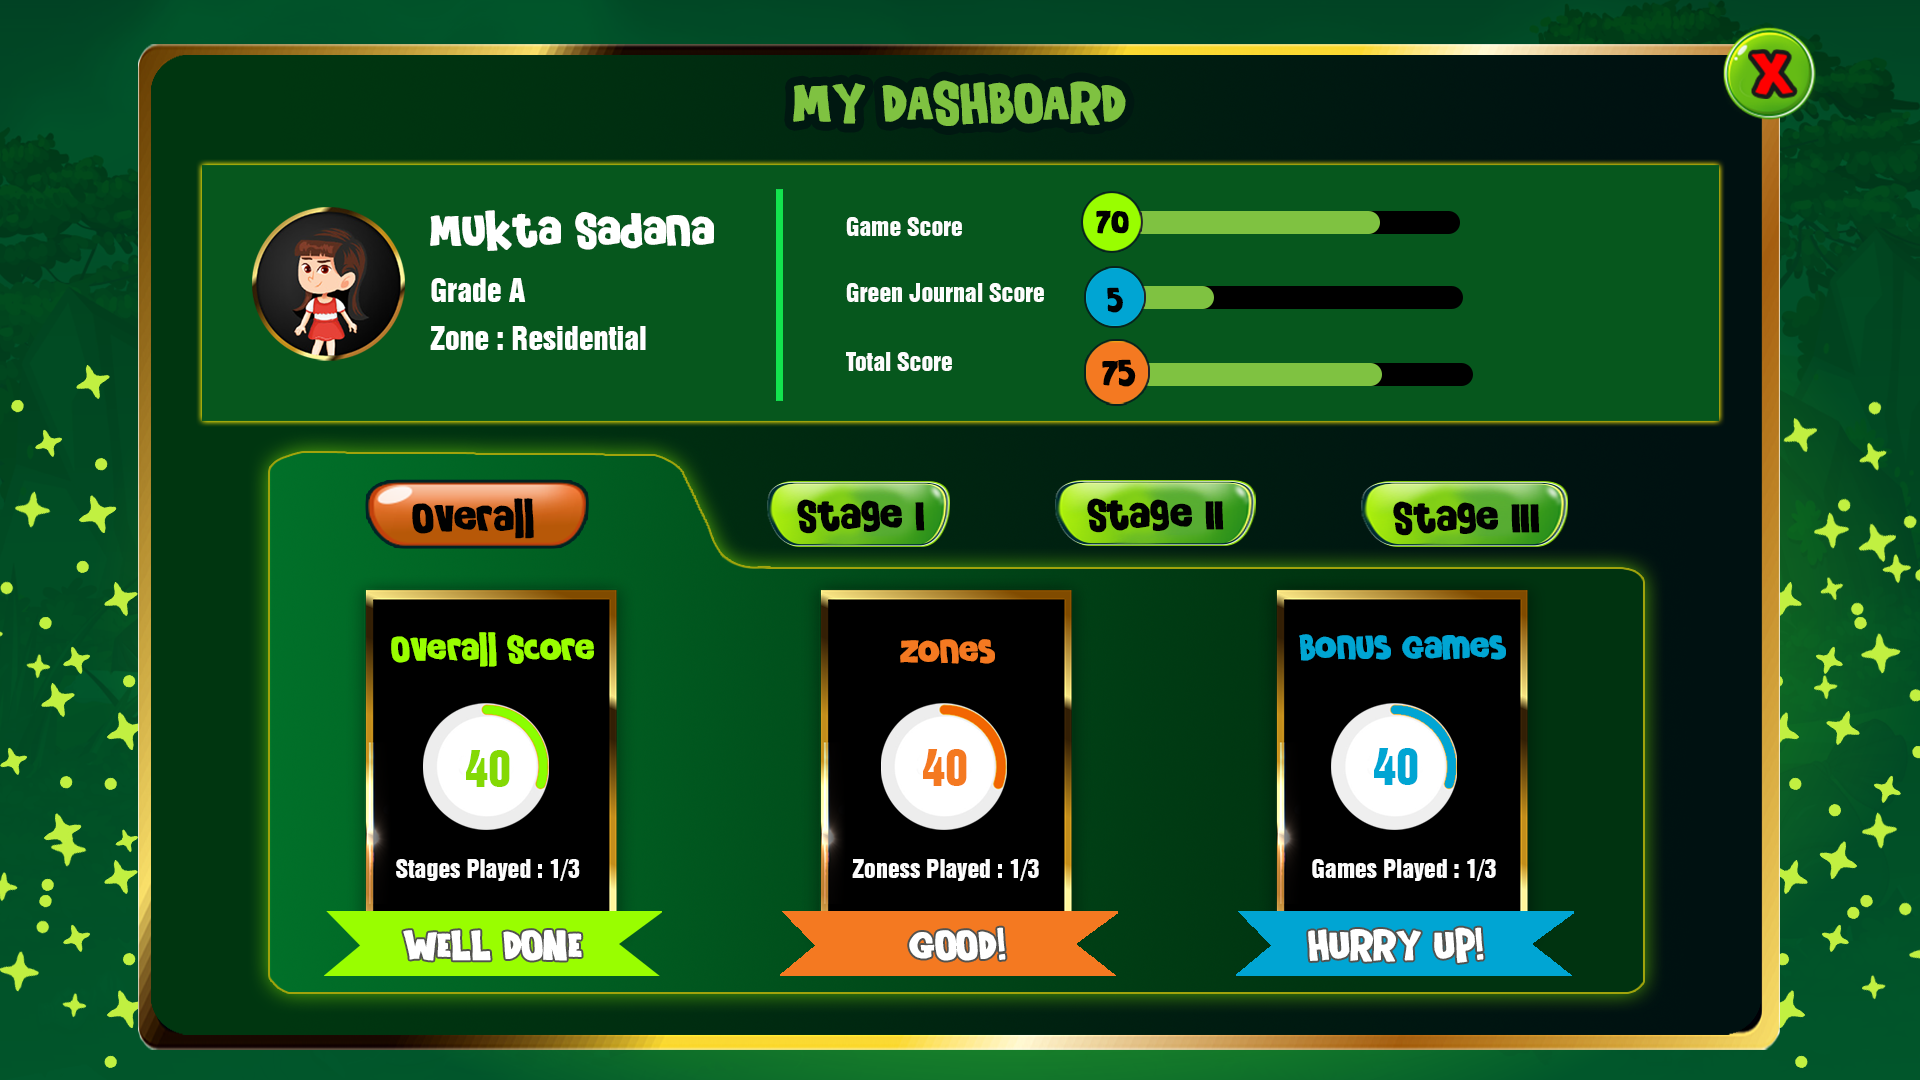 MY DASHBOARD
X
Mukta Sadana
Grade A
Zone : Residential
Game Score
70
Green Journal Score
5
Total Score
75
Overall
Stage I
Stage II
Stage III
Overall Score
40
Stages Played : 1/3
WELL DONE
Zones
40
Zoness Played : 1/3
GOOD!
Bonus Games
40
Games Played : 1/3
HURRY UP!